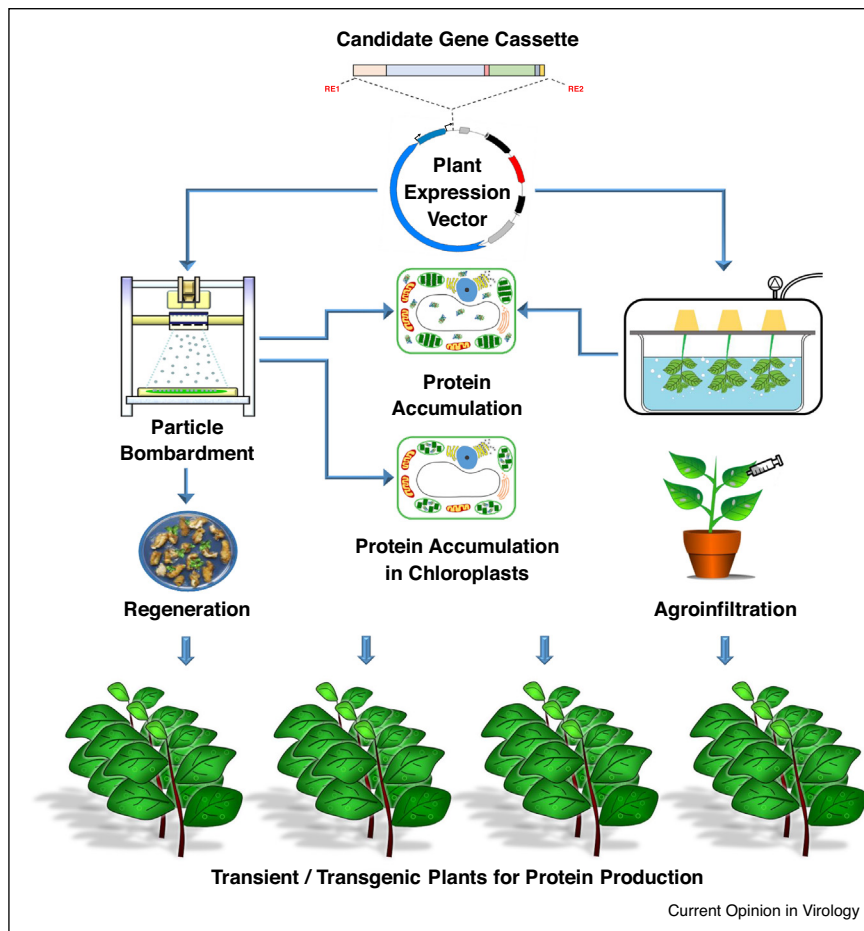 Candidate Gene Cassette
RE1
RE2
Plant
Expression
Vector
Protein
Accumulation
Particle
Bombardment
Protein Accumulation
in Chloroplasts
Regeneration
Agroinfiltration
Transient / Transgenic Plants for Protein Production
Current Opinion in Virology